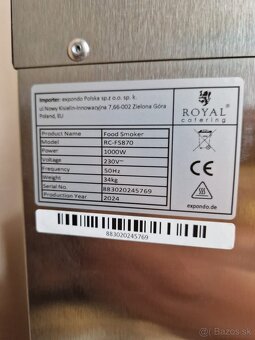 Importer: expondo Polska sp.z o.o. sp. k.
ul.Nowy Kisielin-Innowacyjna 7,66-002 Zielona Góra
Poland, EU
ROYAL
catering
Product Name Food Smoker
Model RC-FS870
Power 1000W
Voltage 230V~
Frequency 50Hz
Weight 34kg
Serial No. 883020245769
Production Year 2024
CE
expondo.de
883020245769
bazos.sk